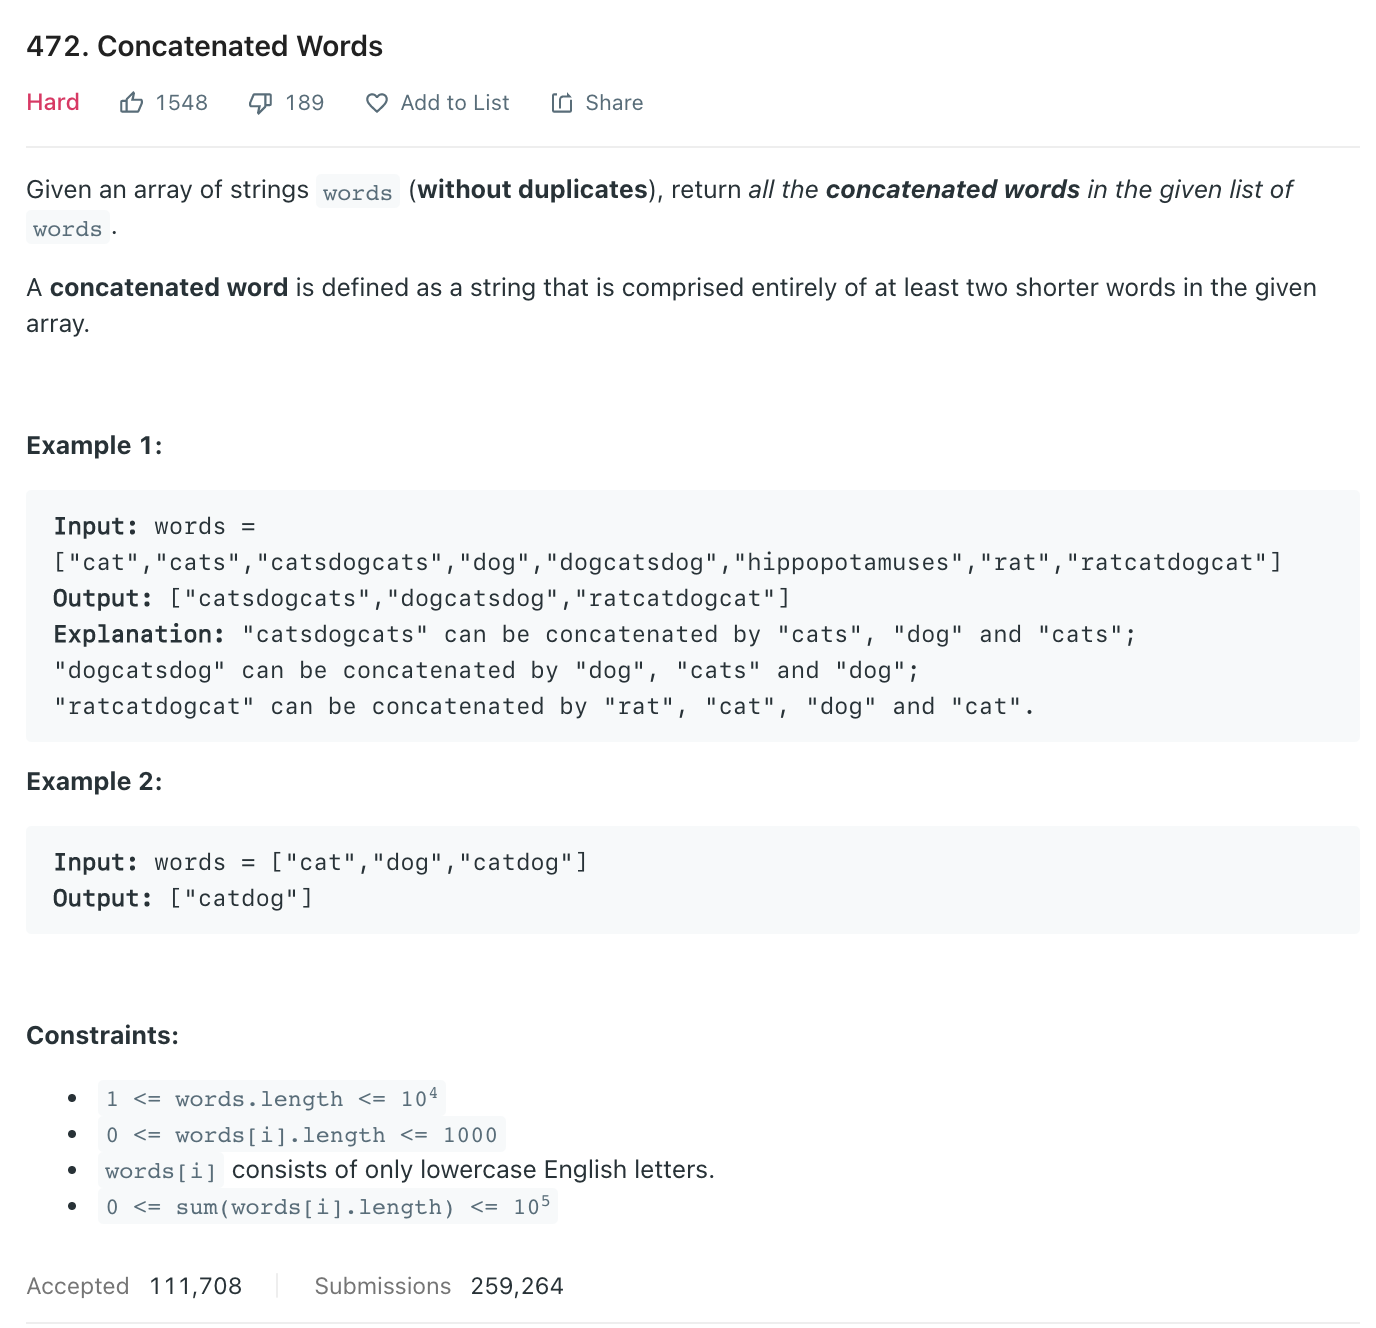 472. Concatenated Words
Hard 1548 189 Add to List Share
Given an array of strings words (without duplicates), return all the concatenated words in the given list of
words .
A concatenated word is defined as a string that is comprised entirely of at least two shorter words in the given
array.
Example 1:
Input: words =
["cat","cats","catsdogcats","dog","dogcatsdog","hippopotamuses","rat","ratcatdogcat"]
Output: ["catsdogcats","dogcatsdog","ratcatdogcat"]
Explanation: "catsdogcats" can be concatenated by "cats", "dog" and "cats";
"dogcatsdog" can be concatenated by "dog", "cats" and "dog";
"ratcatdogcat" can be concatenated by "rat", "cat", "dog" and "cat".
Example 2:
Input: words = ["cat","dog","catdog"]
Output: ["catdog"]
Constraints:
• 1 <= words.length <= 10⁴
• 0 <= words[i].length <= 1000
• words[i] consists of only lowercase English letters.
• 0 <= sum(words[i].length) <= 10⁵
Accepted 111,708 Submissions 259,264